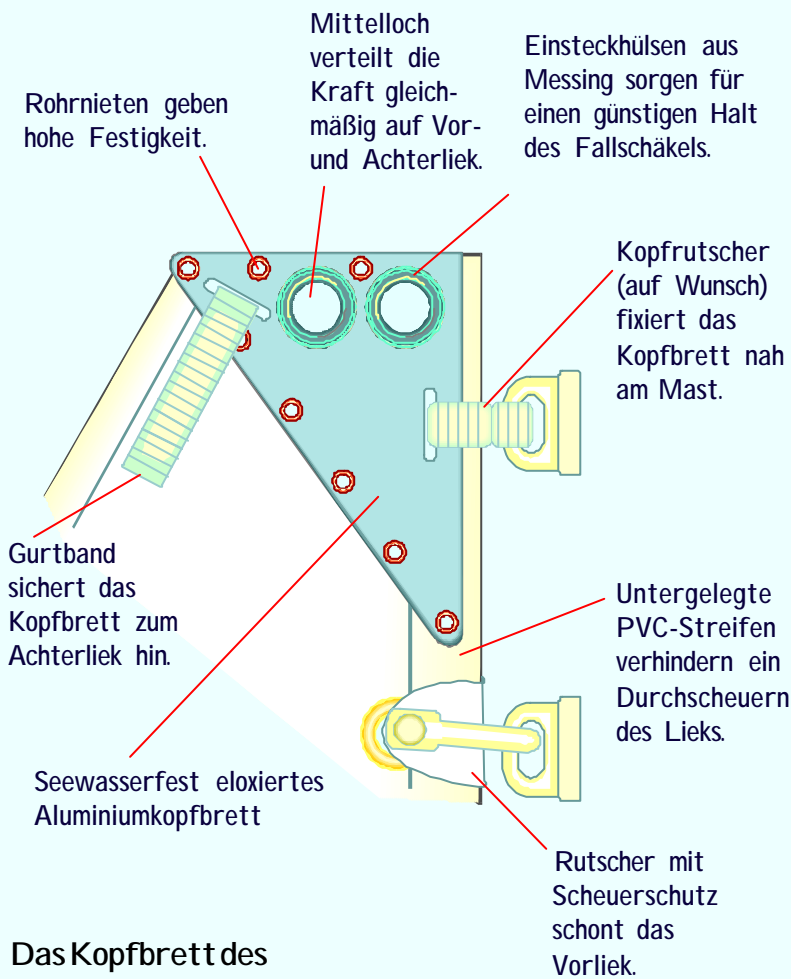 Mittelloch
verteilt die
Kraft gleich-
mäßig auf Vor-
und Achterliek.
Einsteckhülsen aus
Messing sorgen für
einen günstigen Halt
des Fallschäkels.
Rohrnieten geben
hohe Festigkeit.
Kopfrutscher
(auf Wunsch)
fixiert das
Kopfbrett nah
am Mast.
Gurtband
sichert das
Kopfbrett zum
Achterliek hin.
Untergelegte
PVC-Streifen
verhindern ein
Durchscheuern
des Lieks.
Seewasserfest eloxiertes
Aluminiumkopfbrett
Rutscher mit
Scheuerschutz
schont das
Vorliek.
Das Kopfbrett des